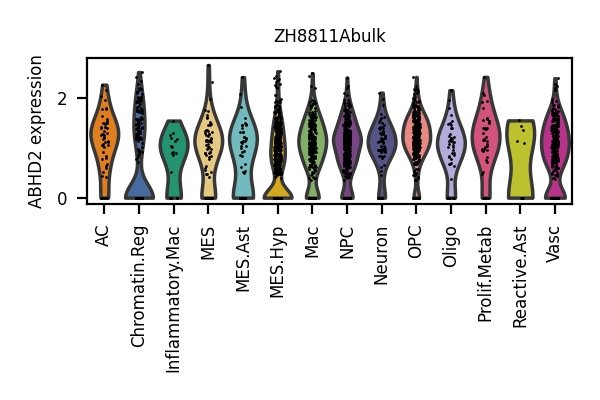 ZH8811Abulk
ABHD2 expression
2
0
AC
Chromatin.Reg
Inflammatory.Mac
MES
MES.Ast
MES.Hyp
Mac
NPC
Neuron
OPC
Oligo
Prolif.Metab
Reactive.Ast
Vasc